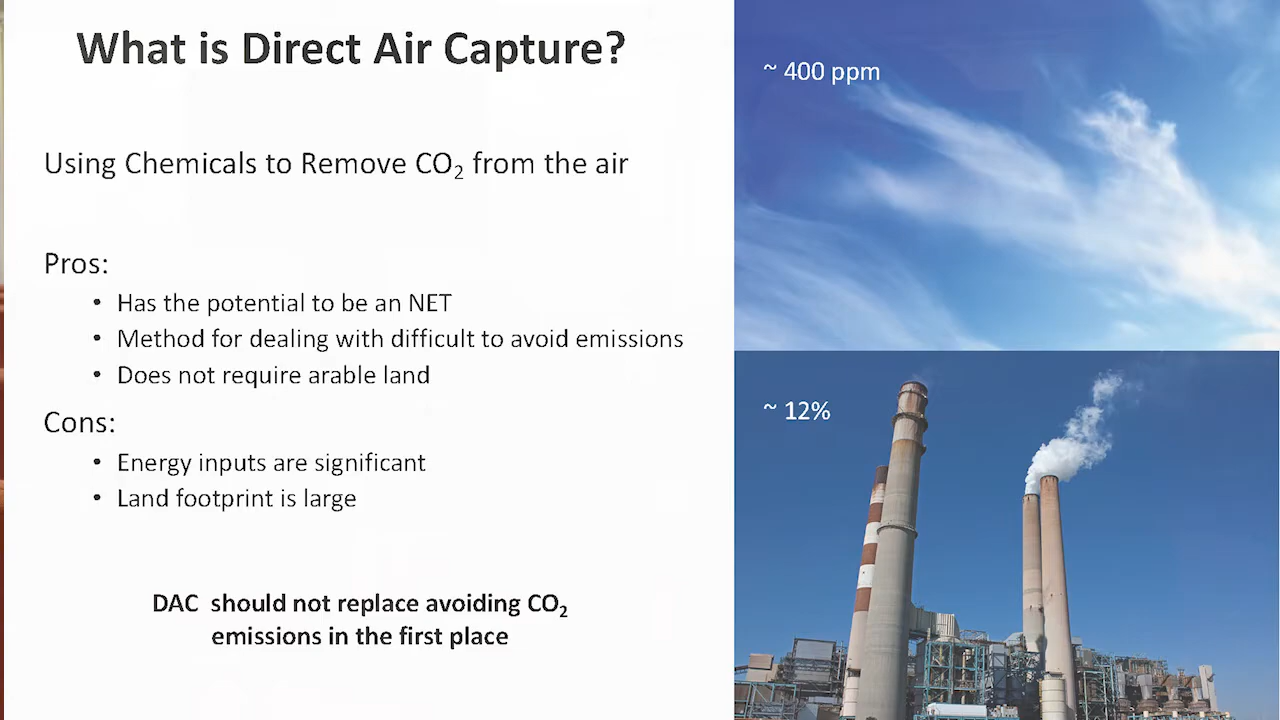 What is Direct Air Capture?
Using Chemicals to Remove CO₂ from the air
Pros:
• Has the potential to be an NET
• Method for dealing with difficult to avoid emissions
• Does not require arable land
Cons:
• Energy inputs are significant
• Land footprint is large
DAC should not replace avoiding CO₂
emissions in the first place
~ 400 ppm
~ 12%